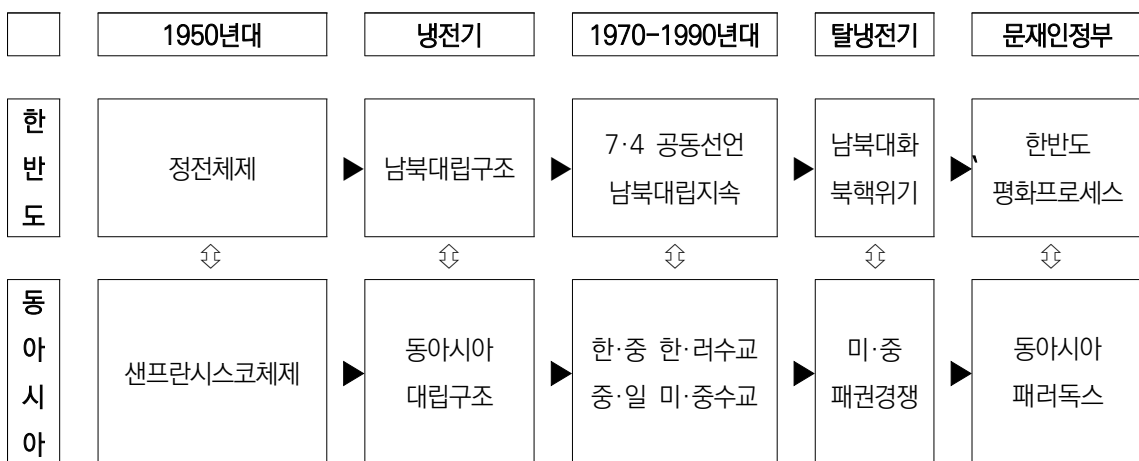 1950년대
냉전기
1970-1990년대
탈냉전기
문재인정부
한
반
도
정전체제
남북대립구조
7·4 공동선언
남북대립지속
남북대화
북핵위기
한반도
평화프로세스
동
아
시
아
샌프란시스코체제
동아시아
대립구조
한·중 한·러수교
중·일 미·중수교
미·중
패권경쟁
동아시아
패러독스